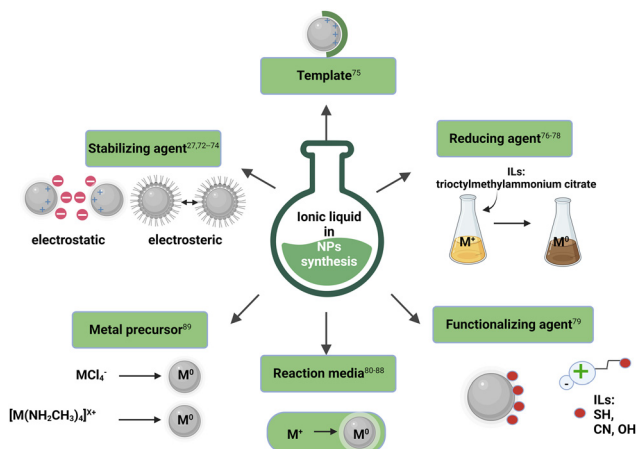 Template⁷⁵
Stabilizing agent²⁷,⁷²⁻⁷⁴
electrostatic
electrosteric
Reducing agent⁷⁶⁻⁷⁸
ILs:
trioctylmethylammonium citrate
M⁺
M⁰
Ionic liquid
in
NPs
synthesis
Metal precursor⁸⁹
MCl₄⁻
M⁰
[M(NH₂CH₃)₄]ˣ⁺
M⁰
Reaction media⁸⁰⁻⁸⁸
M⁺
M⁰
Functionalizing agent⁷⁹
+
-
ILs:
SH,
CN, OH